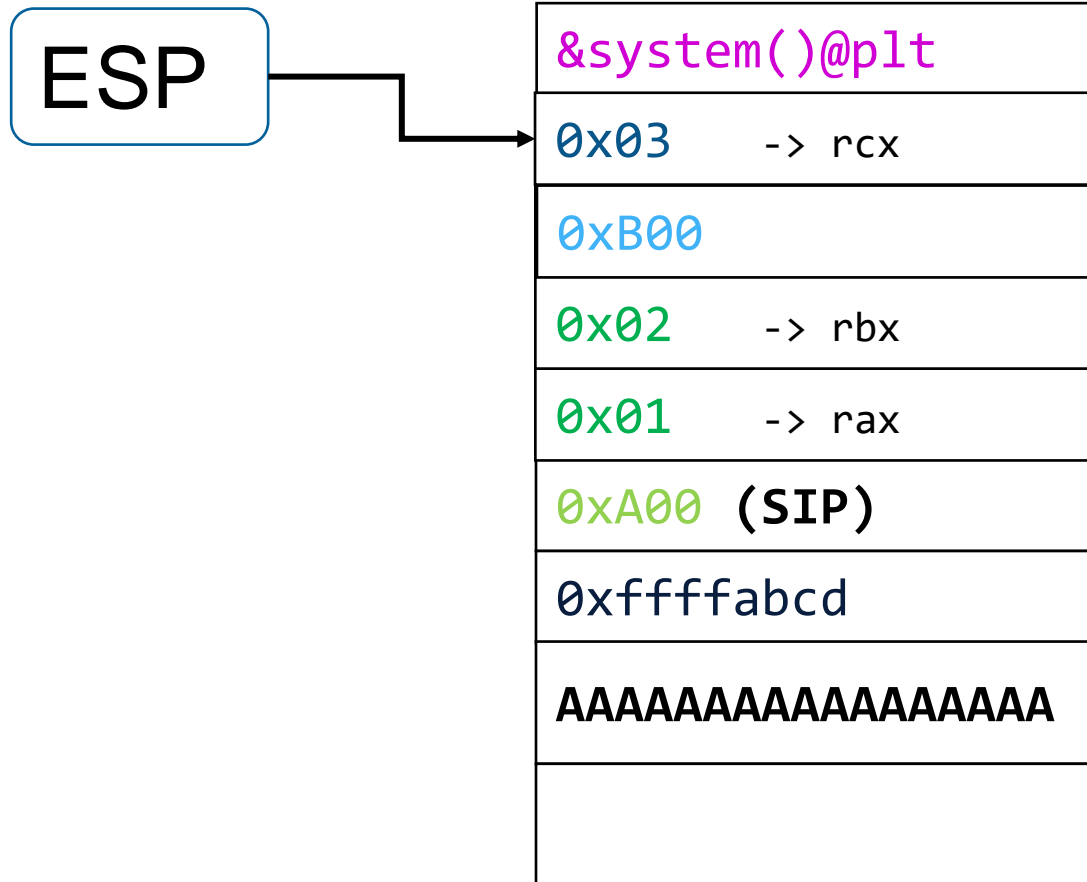 ESP
&system()@plt
0x03 -> rcx
0xB00
0x02 -> rbx
0x01 -> rax
0xA00 (SIP)
0xffffabcd
AAAAAAAAAAAAAAAAA